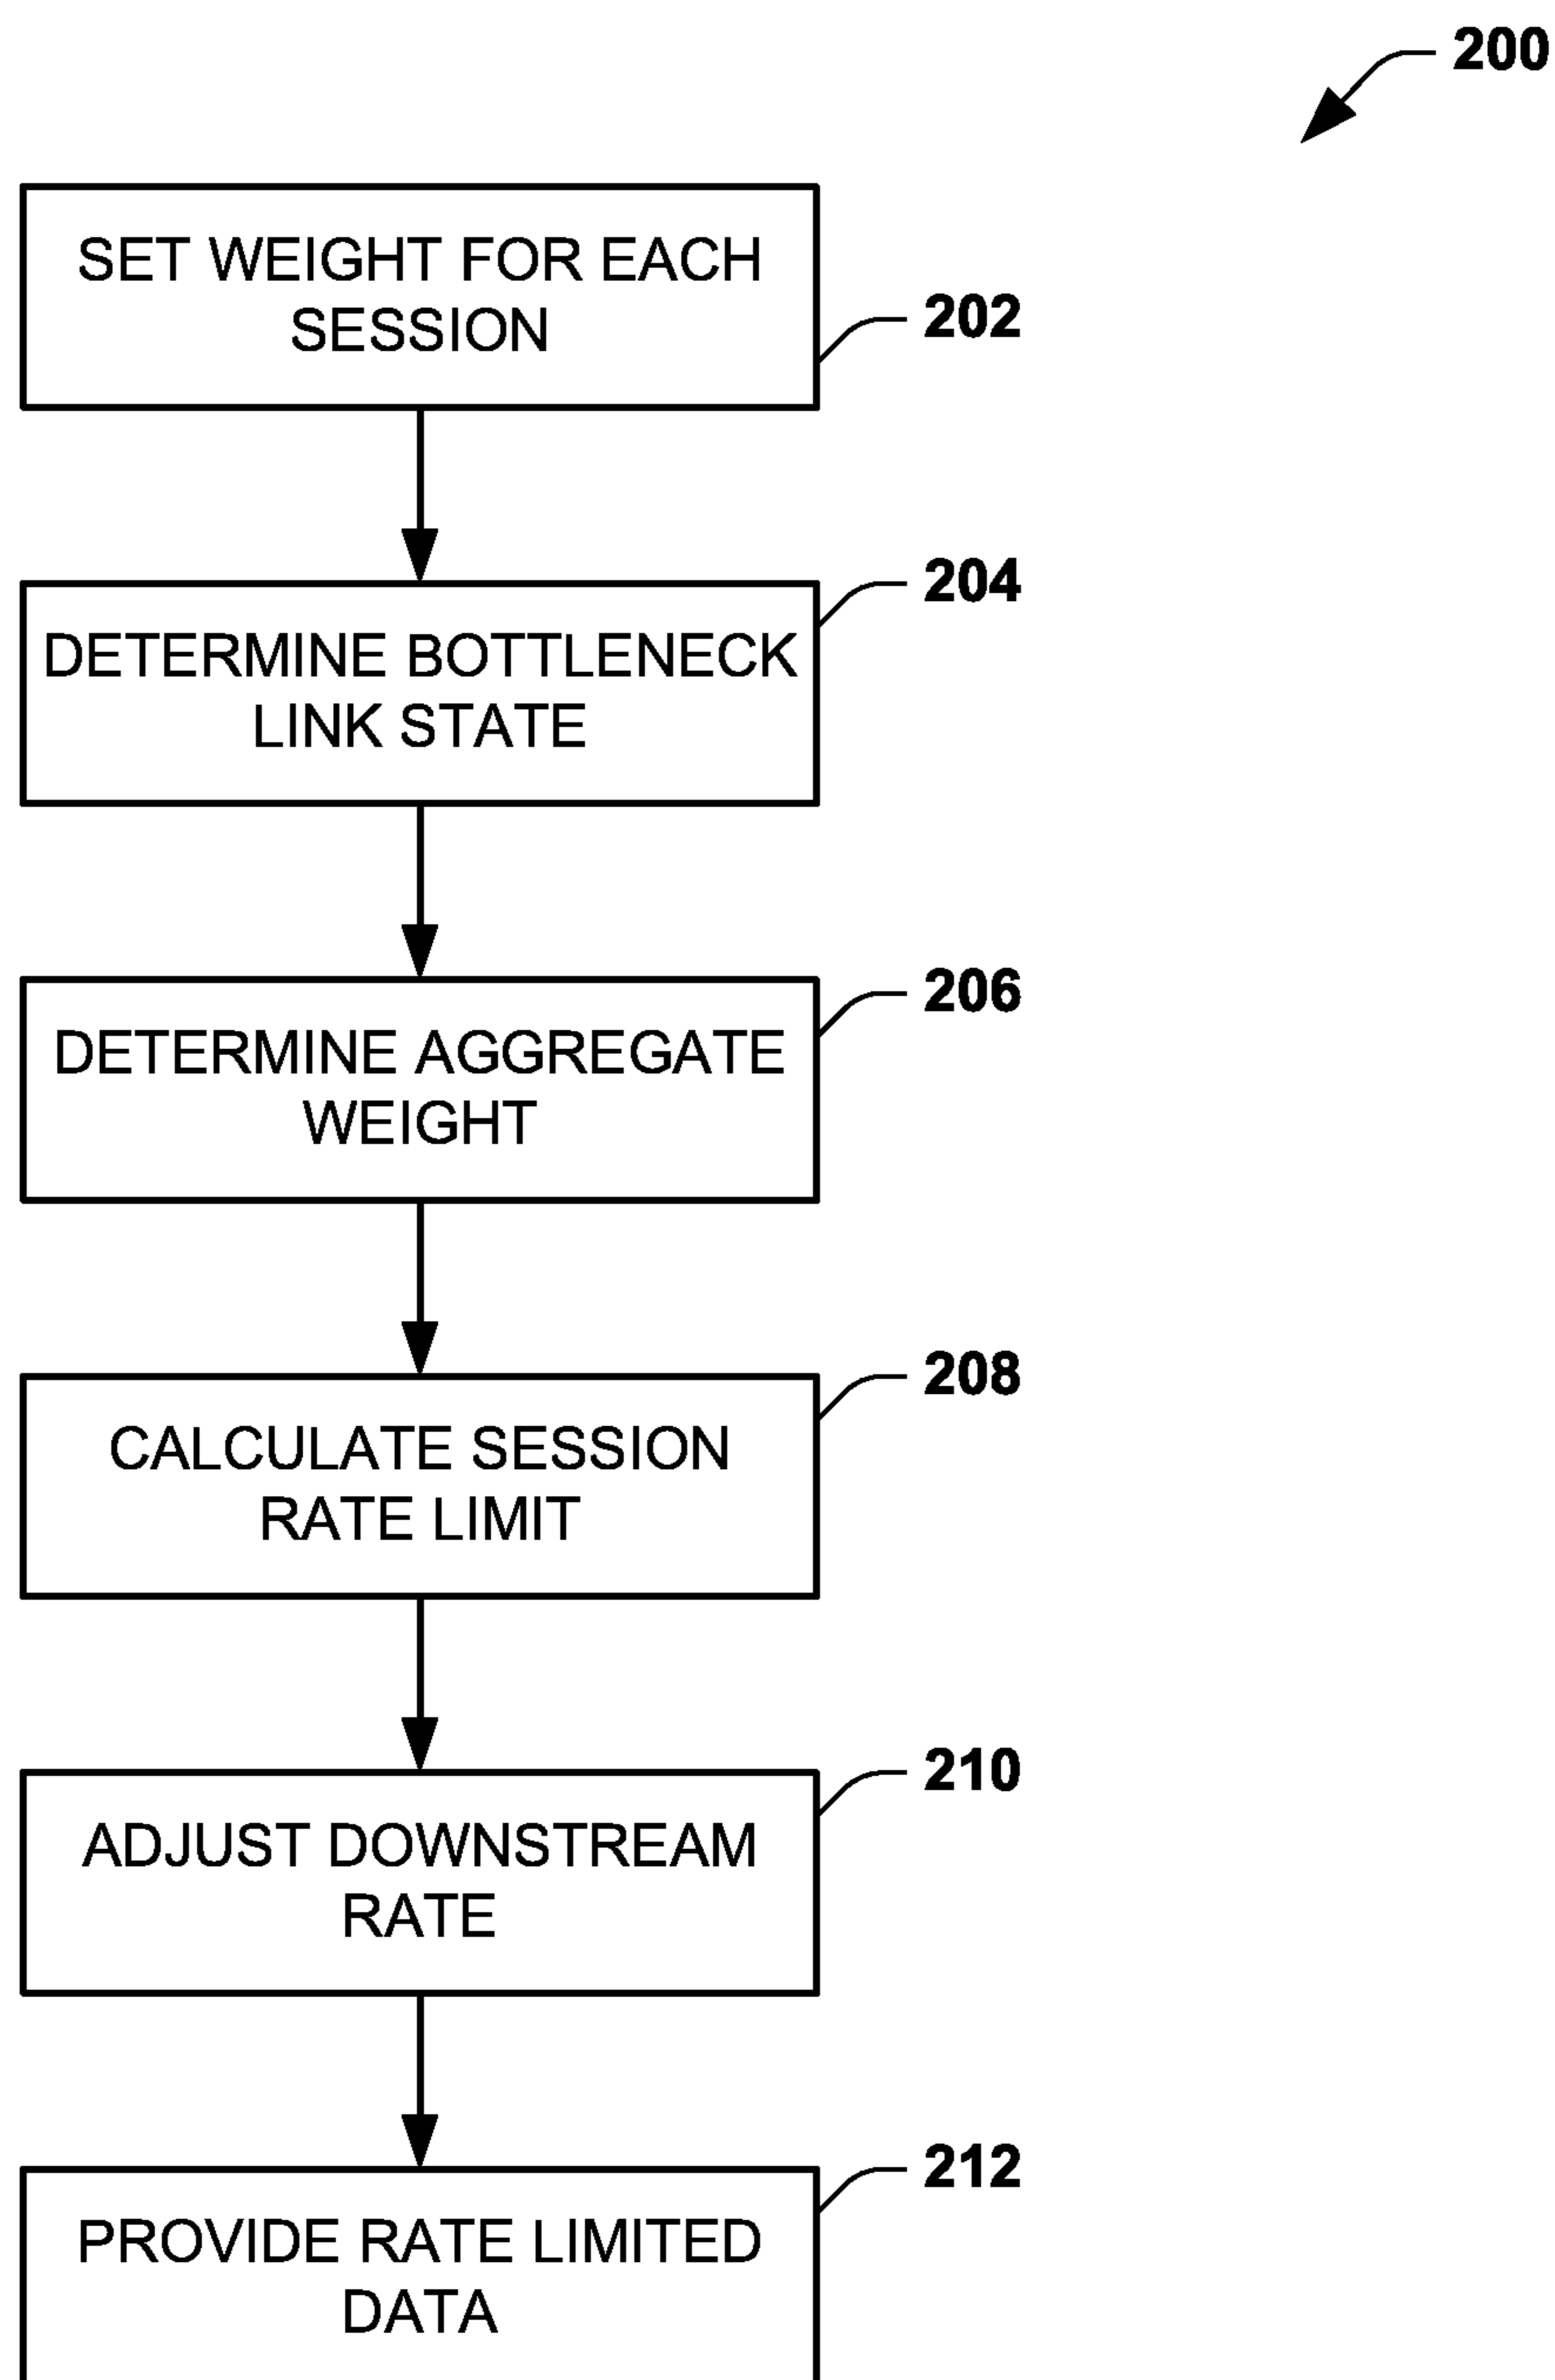 200
SET WEIGHT FOR EACH
SESSION
202
DETERMINE BOTTLENECK
LINK STATE
204
DETERMINE AGGREGATE
WEIGHT
206
CALCULATE SESSION
RATE LIMIT
208
ADJUST DOWNSTREAM
RATE
210
PROVIDE RATE LIMITED
DATA
212